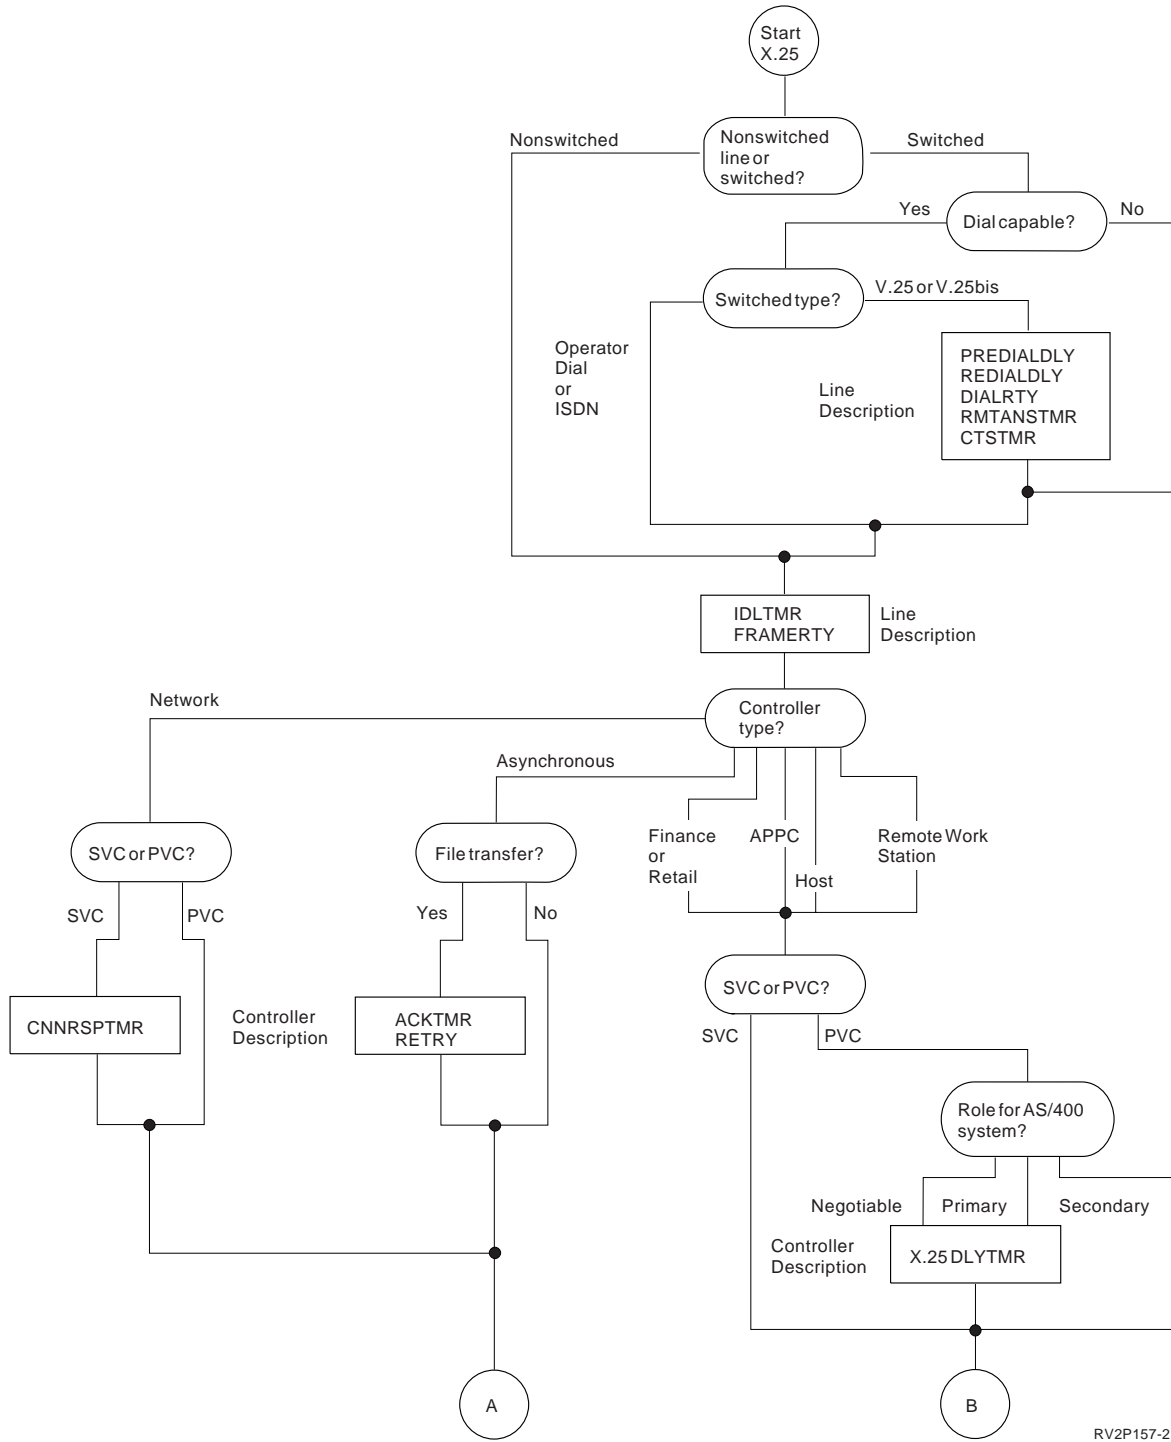 Start
X.25
Nonswitched
Nonswitched
line or
switched?
Switched
Yes
Dial capable?
No
Switched type?
V.25 or V.25bis
Operator
Dial
or
ISDN
Line
Description
PREDIALDLY
REDIALDLY
DIALRTY
RMTANSTMR
CTSTMR
IDLTMR
FRAMERTY
Line
Description
Network
Controller
type?
Asynchronous
SVC or PVC?
File transfer?
Finance
or
Retail
APPC
Host
Remote Work
Station
SVC
PVC
Yes
No
SVC or PVC?
CNNRSPTMR
Controller
Description
ACKTMR
RETRY
SVC
PVC
Role for AS/400
system?
Negotiable
Primary
Secondary
Controller
Description
X.25 DLYTMR
A
B
RV2P157-2